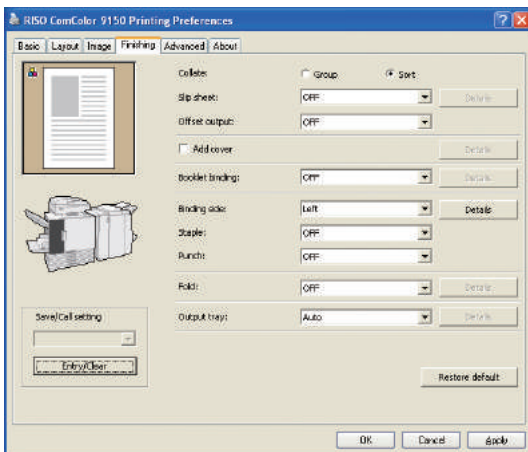 RISO ComColor 9150 Printing Preferences
Basic Layout Image Finishing Advanced About
Collate: Group Sort
Slip sheet: OFF Details
Offset output: OFF
Add cover Details
Booklet binding: OFF Details
Binding side: Left Details
Staple: OFF
Punch: OFF
Fold: OFF Details
Save/Call setting
Output tray: Auto Details
Entry/Clear
Restore default
OK Cancel Apply